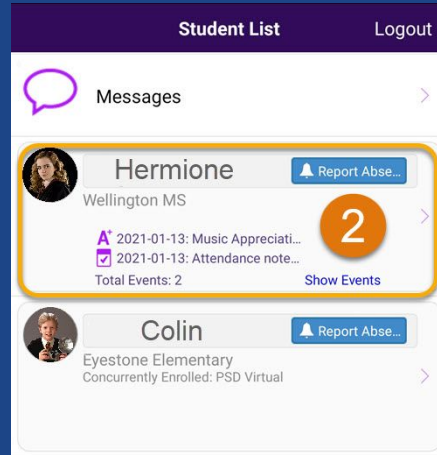 Student List Logout
Messages
Hermione Report Abse...
Wellington MS
A+ 2021-01-13: Music Appreciati...
2021-01-13: Attendance note...
2
Total Events: 2 Show Events
Colin Report Abse...
Eyestone Elementary
Concurrently Enrolled: PSD Virtual